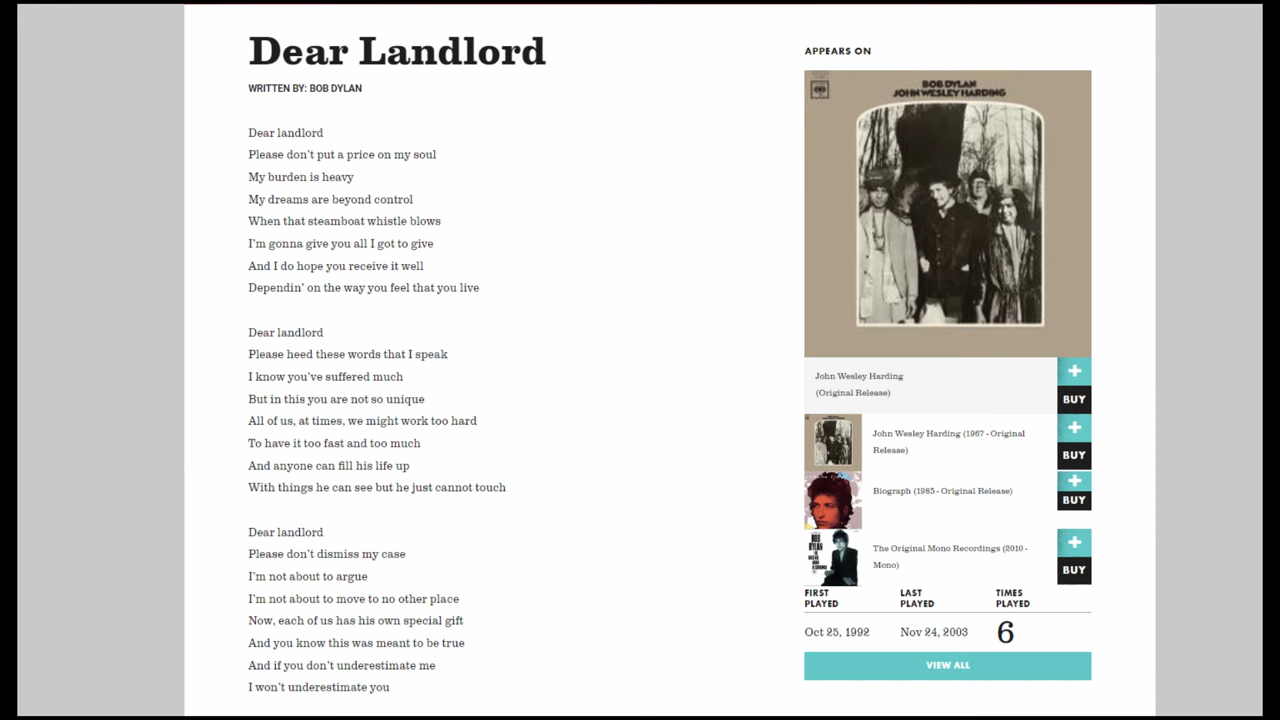 Dear Landlord
WRITTEN BY: BOB DYLAN
Dear landlord
Please don't put a price on my soul
My burden is heavy
My dreams are beyond control
When that steamboat whistle blows
I'm gonna give you all I got to give
And I do hope you receive it well
Dependin' on the way you feel that you live
Dear landlord
Please heed these words that I speak
I know you've suffered much
But in this you are not so unique
All of us, at times, we might work too hard
To have it too fast and too much
And anyone can fill his life up
With things he can see but he just cannot touch
Dear landlord
Please don't dismiss my case
I'm not about to argue
I'm not about to move to no other place
Now, each of us has his own special gift
And you know this was meant to be true
And if you don't underestimate me
I won't underestimate you
APPEARS ON
BOB DYLAN
JOHN WESLEY HARDING
John Wesley Harding
(Original Release)
+
BUY
John Wesley Harding (1967 - Original
Release)
+
BUY
Biograph (1985 - Original Release)
+
BUY
BOB
DYLAN
The Original Mono Recordings (2010 -
Mono)
+
BUY
FIRST PLAYED
LAST PLAYED
TIMES PLAYED
Oct 25, 1992
Nov 24, 2003
6
VIEW ALL